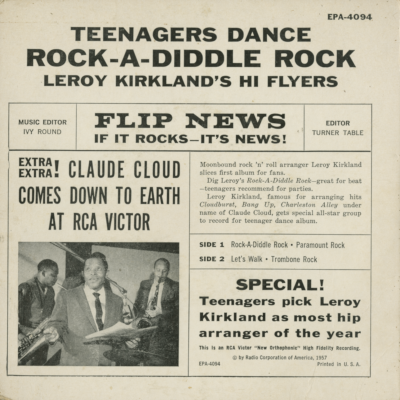 EPA-4094
TEENAGERS DANCE
ROCK-A-DIDDLE ROCK
LEROY KIRKLAND'S HI FLYERS
MUSIC EDITOR
IVY ROUND
FLIP NEWS
IF IT ROCKS—IT'S NEWS!
EDITOR
TURNER TABLE
EXTRA
EXTRA! CLAUDE CLOUD
COMES DOWN TO EARTH
AT RCA VICTOR
Moonbound rock 'n' roll arranger Leroy Kirkland
slices first album for fans.
Dig Leroy's Rock-A-Diddle Rock—great for beat
—teenagers recommend for parties.
Leroy Kirkland, famous for arranging hits
Cloudburst, Bang Up, Charleston Alley under
name of Claude Cloud, gets special all-star group
to record for teenager dance album.
SIDE 1 Rock-A-Diddle Rock • Paramount Rock
SIDE 2 Let's Walk • Trombone Rock
SPECIAL!
Teenagers pick Leroy
Kirkland as most hip
arranger of the year
This is an RCA Victor "New Orthophonic" High Fidelity Recording.
© by Radio Corporation of America, 1957
EPA-4094
Printed in U. S. A.